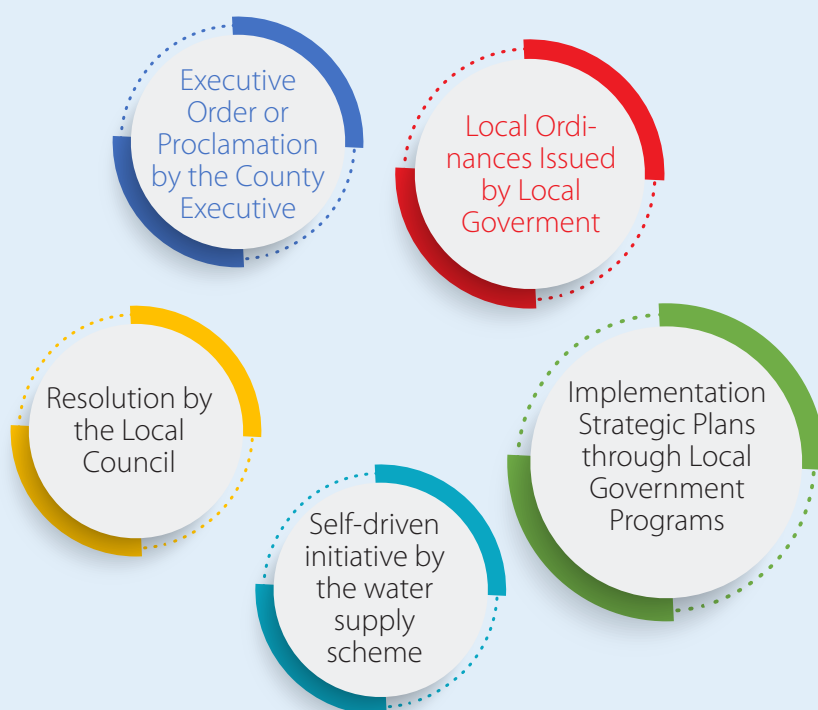 Executive
Order or
Proclamation
by the County
Executive
Local Ordi-
nances Issued
by Local
Goverment
Resolution by
the Local
Council
Implementation
Strategic Plans
through Local
Government
Programs
Self-driven
initiative by
the water
supply
scheme